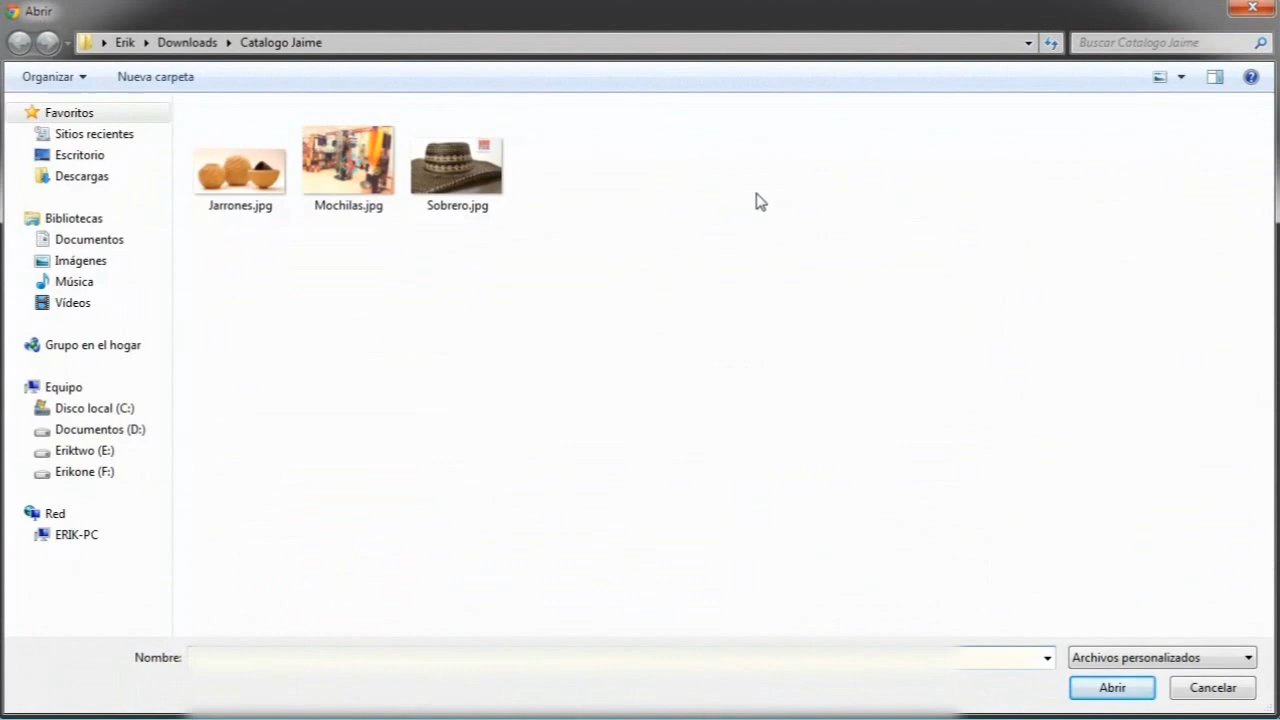 Abrir
Erik Downloads Catalogo Jaime
Buscar Catalogo Jaime
Organizar
Nueva carpeta
Favoritos
Sitios recientes
Escritorio
Descargas
Bibliotecas
Documentos
Imágenes
Música
Vídeos
Grupo en el hogar
Equipo
Disco local (C:)
Documentos (D:)
Eriktwo (E:)
Erikone (F:)
Red
ERIK-PC
Jarrones.jpg
Mochilas.jpg
Sobrero.jpg
Nombre:
Archivos personalizados
Abrir
Cancelar